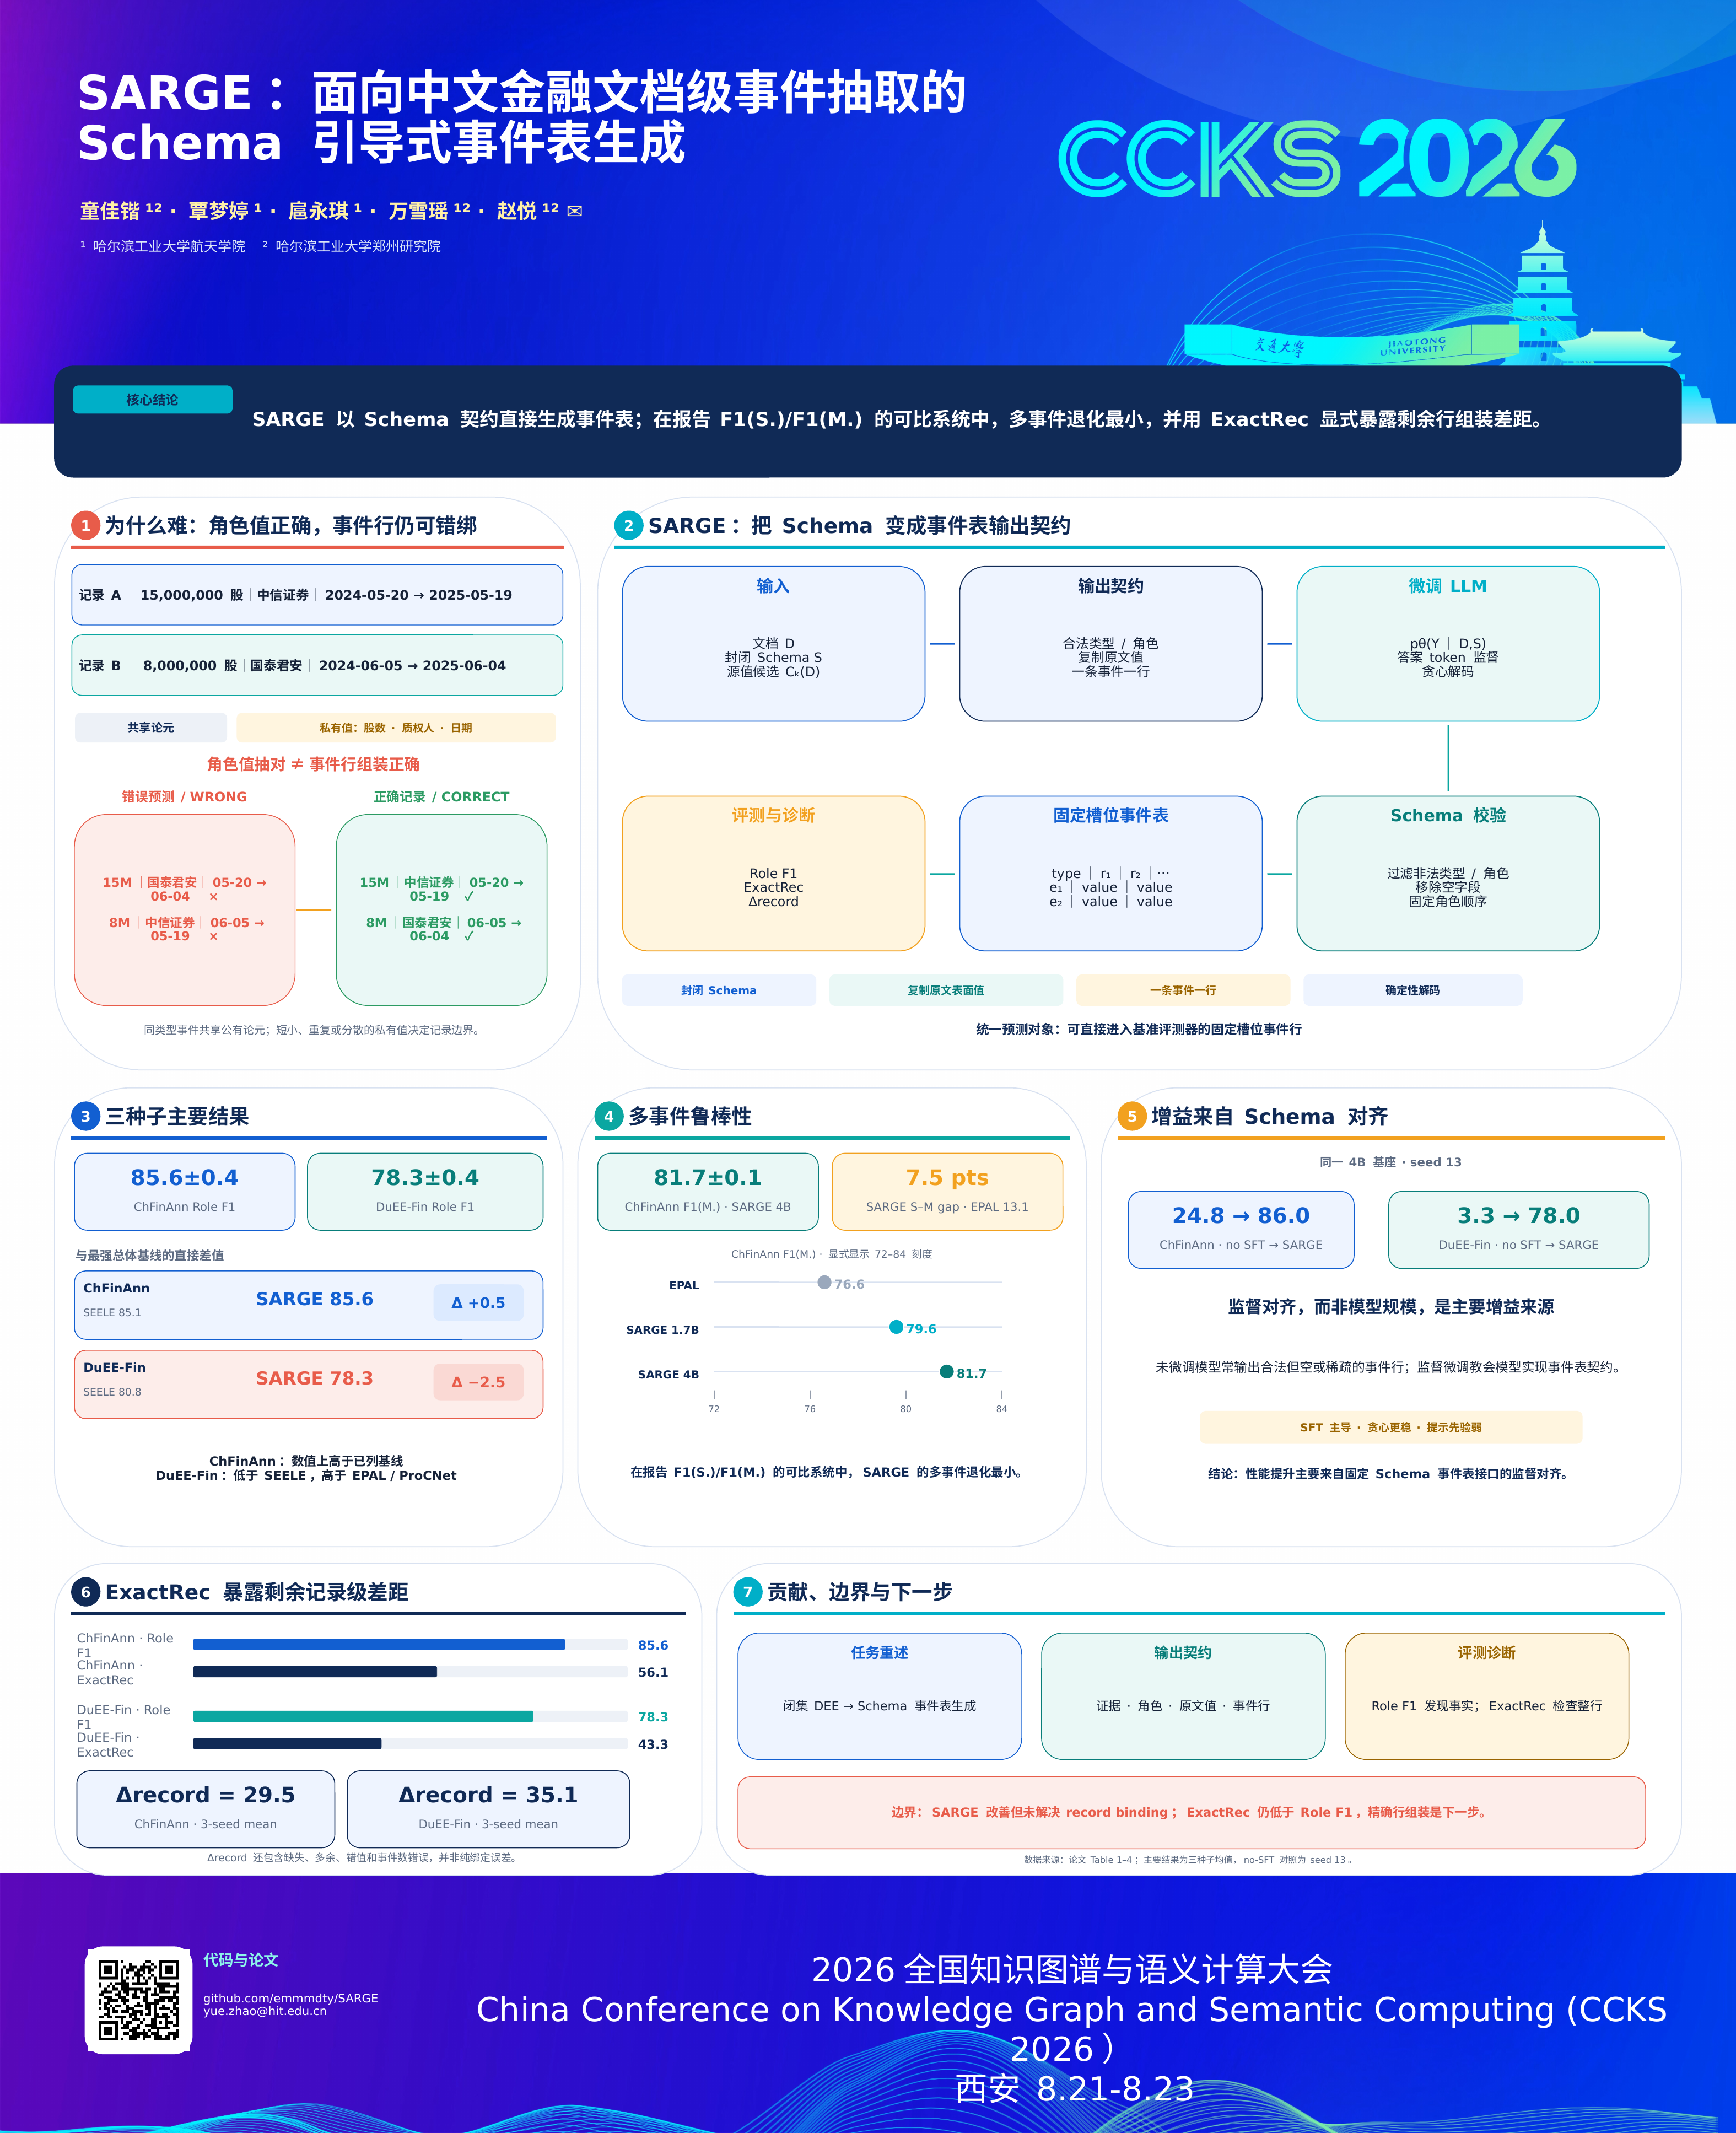 SARGE：面向中文金融文档级事件抽取的
Schema 引导式事件表生成
童佳锴 ¹² · 覃梦婷 ¹ · 扈永琪 ¹ · 万雪瑶 ¹² · 赵悦 ¹² ✉
¹ 哈尔滨工业大学航天学院 ² 哈尔滨工业大学郑州研究院
CCKS 2026
交通大学
JIAOTONG
UNIVERSITY
核心结论
SARGE 以 Schema 契约直接生成事件表；在报告 F1(S.)/F1(M.) 的可比系统中，多事件退化最小，并用 ExactRec 显式暴露剩余行组装差距。
1 为什么难：角色值正确，事件行仍可错绑
记录 A 15,000,000 股｜中信证券｜2024-05-20 → 2025-05-19
记录 B 8,000,000 股｜国泰君安｜2024-06-05 → 2025-06-04
共享论元
私有值：股数 · 质权人 · 日期
角色值抽对 ≠ 事件行组装正确
错误预测 / WRONG
15M ｜国泰君安｜ 05-20 →
06-04 ×
8M ｜中信证券｜ 06-05 →
05-19 ×
正确记录 / CORRECT
15M ｜中信证券｜ 05-20 →
05-19 ✓
8M ｜国泰君安｜ 06-05 →
06-04 ✓
同类型事件共享公有论元；短小、重复或分散的私有值决定记录边界。
2 SARGE：把 Schema 变成事件表输出契约
输入
文档 D
封闭 Schema S
源值候选 Cₖ(D)
输出契约
合法类型 / 角色
复制原文值
一条事件一行
微调 LLM
pθ(Y ｜ D,S)
答案 token 监督
贪心解码
评测与诊断
Role F1
ExactRec
Δrecord
固定槽位事件表
type ｜ r₁ ｜ r₂ ｜…
e₁ ｜ value ｜ value
e₂ ｜ value ｜ value
Schema 校验
过滤非法类型 / 角色
移除空字段
固定角色顺序
封闭 Schema
复制原文表面值
一条事件一行
确定性解码
统一预测对象：可直接进入基准评测器的固定槽位事件行
3 三种子主要结果
85.6±0.4
ChFinAnn Role F1
78.3±0.4
DuEE-Fin Role F1
与最强总体基线的直接差值
ChFinAnn
SEELE 85.1
SARGE 85.6
Δ +0.5
DuEE-Fin
SEELE 80.8
SARGE 78.3
Δ −2.5
ChFinAnn：数值上高于已列基线
DuEE-Fin：低于 SEELE，高于 EPAL / ProCNet
4 多事件鲁棒性
81.7±0.1
ChFinAnn F1(M.) · SARGE 4B
7.5 pts
SARGE S–M gap · EPAL 13.1
ChFinAnn F1(M.) · 显式显示 72–84 刻度
EPAL 76.6
SARGE 1.7B 79.6
SARGE 4B 81.7
72 76 80 84
在报告 F1(S.)/F1(M.) 的可比系统中，SARGE 的多事件退化最小。
5 增益来自 Schema 对齐
同一 4B 基座 · seed 13
24.8 → 86.0
ChFinAnn · no SFT → SARGE
3.3 → 78.0
DuEE-Fin · no SFT → SARGE
监督对齐，而非模型规模，是主要增益来源
未微调模型常输出合法但空或稀疏的事件行；监督微调教会模型实现事件表契约。
SFT 主导 · 贪心更稳 · 提示先验弱
结论：性能提升主要来自固定 Schema 事件表接口的监督对齐。
6 ExactRec 暴露剩余记录级差距
ChFinAnn · Role
F1
85.6
ChFinAnn ·
ExactRec
56.1
DuEE-Fin · Role
F1
78.3
DuEE-Fin ·
ExactRec
43.3
Δrecord = 29.5
ChFinAnn · 3-seed mean
Δrecord = 35.1
DuEE-Fin · 3-seed mean
Δrecord 还包含缺失、多余、错值和事件数错误，并非纯绑定误差。
7 贡献、边界与下一步
任务重述
闭集 DEE → Schema 事件表生成
输出契约
证据 · 角色 · 原文值 · 事件行
评测诊断
Role F1 发现事实；ExactRec 检查整行
边界：SARGE 改善但未解决 record binding；ExactRec 仍低于 Role F1，精确行组装是下一步。
数据来源：论文 Table 1–4；主要结果为三种子均值，no-SFT 对照为 seed 13。
代码与论文
github.com/emmmdty/SARGE
yue.zhao@hit.edu.cn
2026 全国知识图谱与语义计算大会
China Conference on Knowledge Graph and Semantic Computing (CCKS
2026）
西安 8.21-8.23